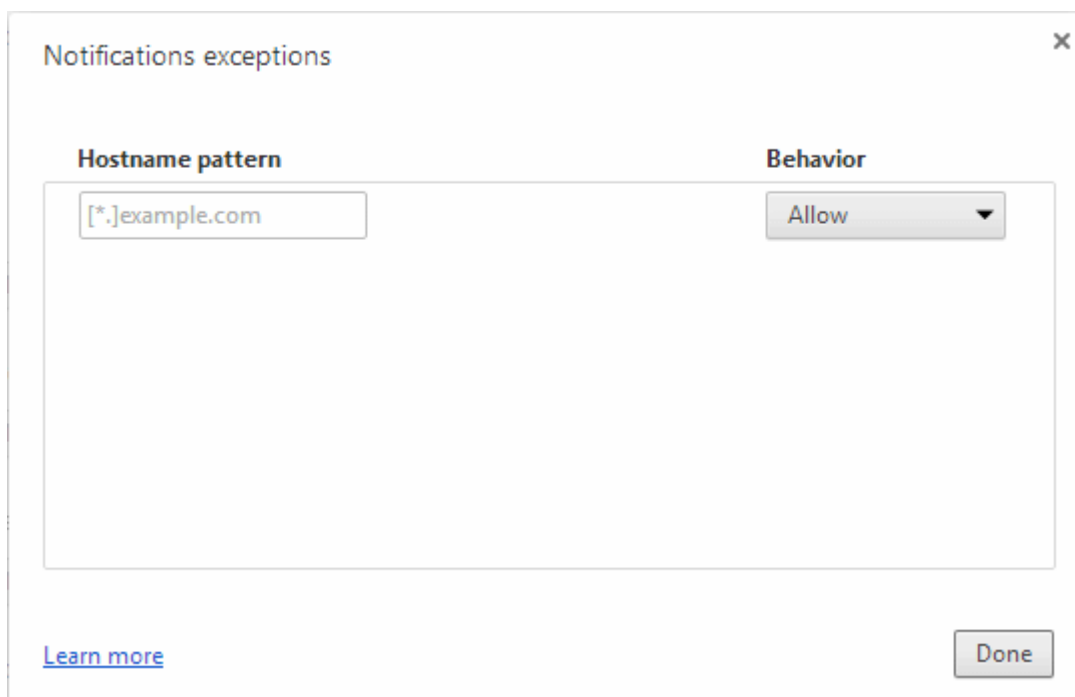 Notifications exceptions
Hostname pattern Behavior
[*.]example.com Allow
Learn more Done